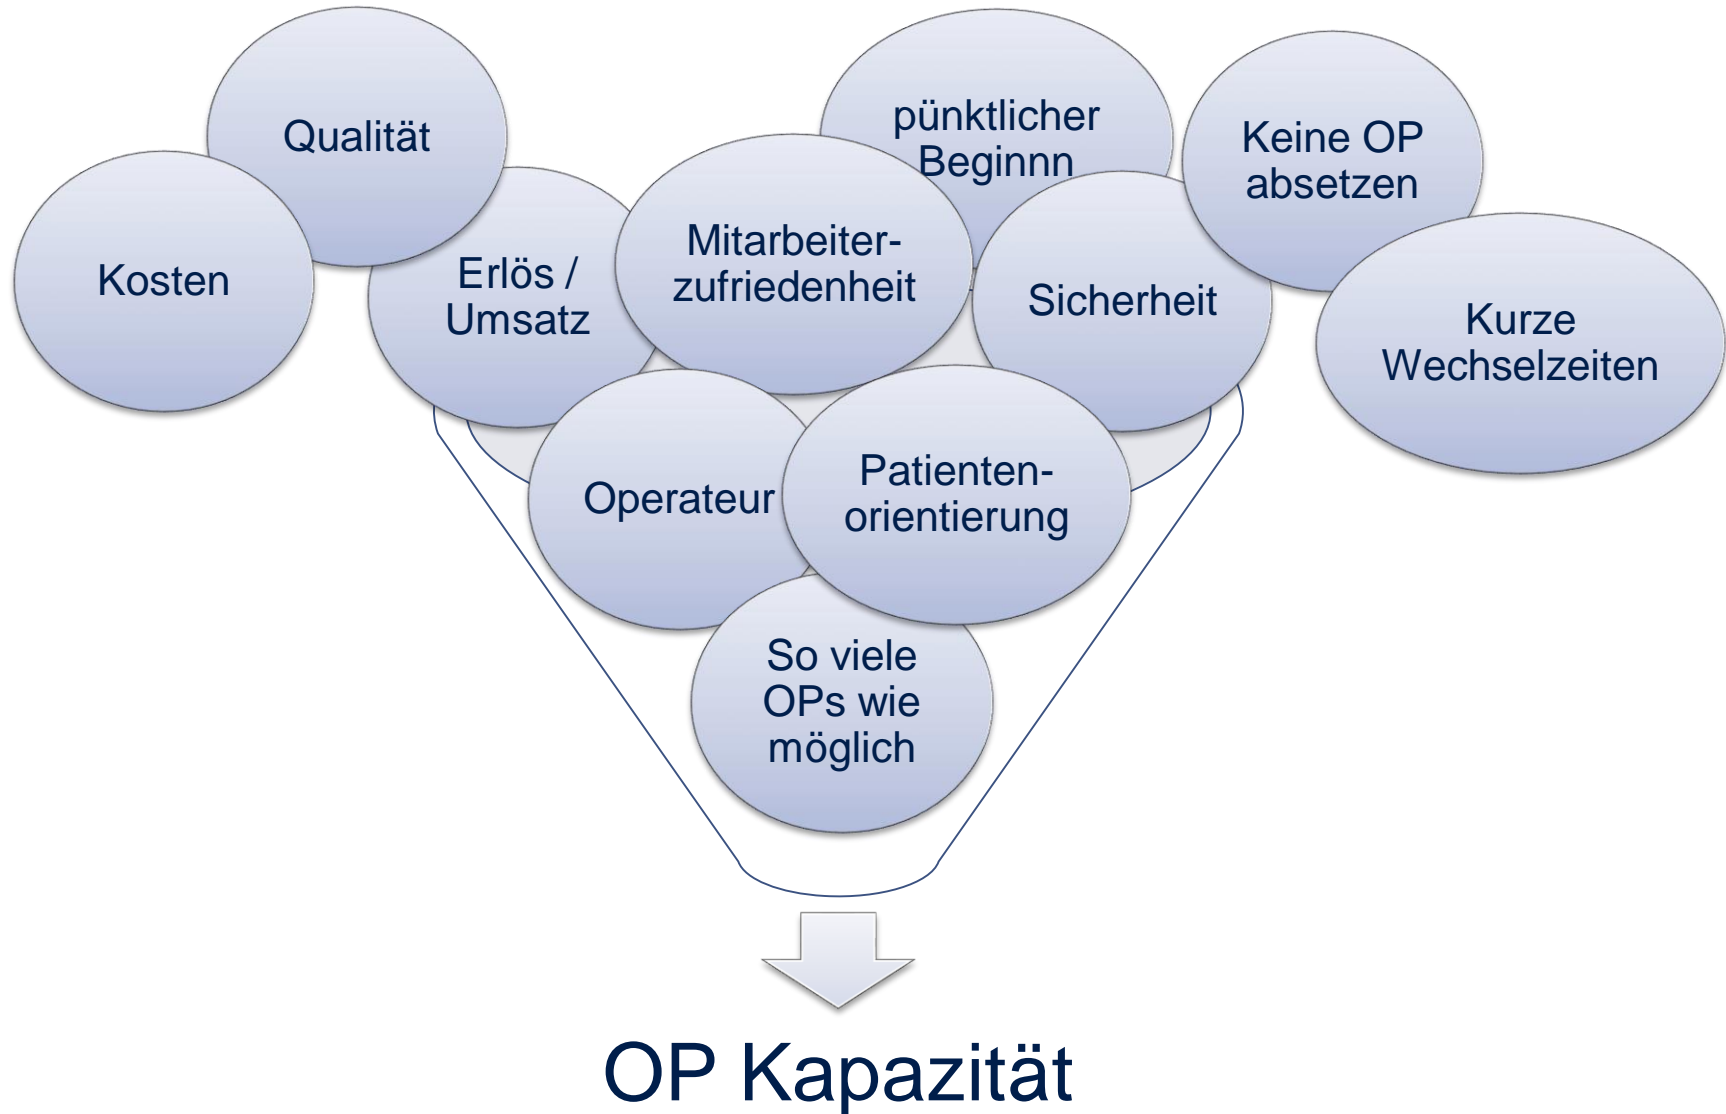 Qualität
Kosten
Erlös /
Umsatz
Mitarbeiter-
zufriedenheit
pünktlicher
Beginnn
Sicherheit
Keine OP
absetzen
Kurze
Wechselzeiten
Operateur
Patienten-
orientierung
So viele
OPs wie
möglich
OP Kapazität